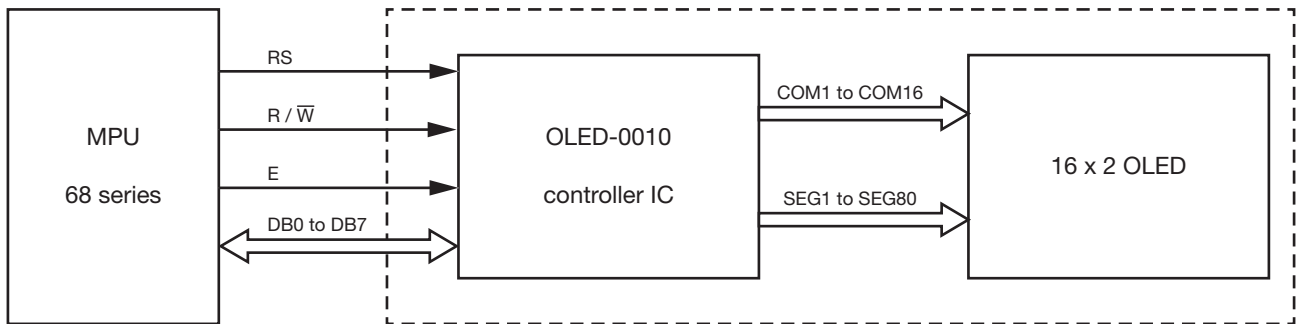 MPU
68 series
RS
R / W̅
E
DB0 to DB7
OLED-0010
controller IC
COM1 to COM16
SEG1 to SEG80
16 x 2 OLED